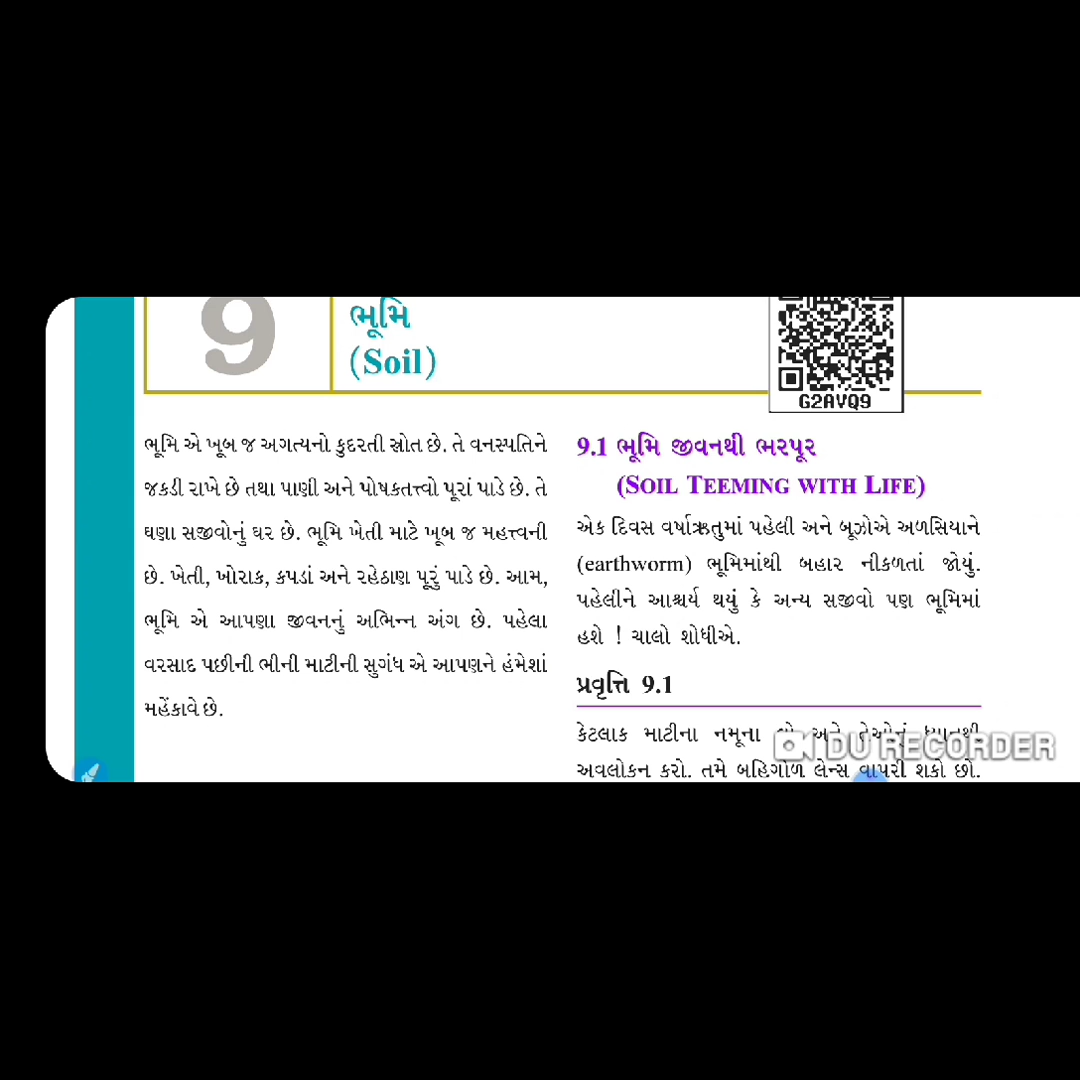 9
ભૂમિ
(Soil)
G2AVQ9
ભૂમિ એ ખૂબ જ અગત્યનો કુદરતી સ્રોત છે. તે વનસ્પતિને
જકડી રાખે છે તથા પાણી અને પોષકતત્ત્વો પૂરાં પાડે છે. તે
ઘણા સજીવોનું ઘર છે. ભૂમિ ખેતી માટે ખૂબ જ મહત્ત્વની
છે. ખેતી, ખોરાક, કપડાં અને રહેઠાણ પૂરું પાડે છે. આમ,
ભૂમિ એ આપણા જીવનનું અભિન્ન અંગ છે. પહેલા
વરસાદ પછીની ભીની માટીની સુગંધ એ આપણને હંમેશાં
મહેંકાવે છે.
9.1 ભૂમિ જીવનથી ભરપૂર
(SOIL TEEMING WITH LIFE)
એક દિવસ વર્ષાઋતુમાં પહેલી અને બૂઝોએ અળસિયાને
(earthworm) ભૂમિમાંથી બહાર નીકળતાં જોયું.
પહેલીને આશ્ચર્ય થયું કે અન્ય સજીવો પણ ભૂમિમાં
હશે ! ચાલો શોધીએ.
પ્રવૃત્તિ 9.1
કેટલાક માટીના નમૂના લો અને તેઓનું ધ્યાનથી
DU RECORDER
અવલોકન કરો. તમે બહિર્ગોળ લેન્સ વાપરી શકો છો.